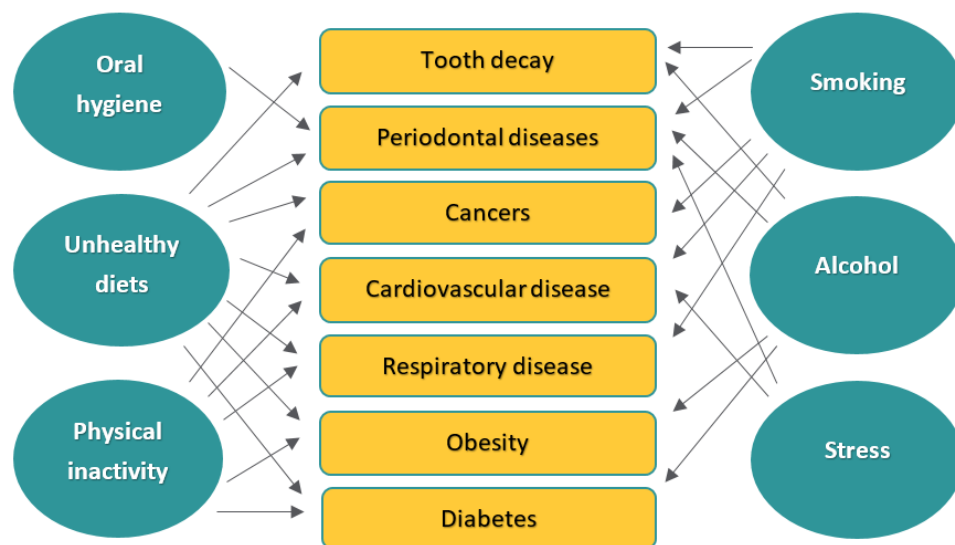 Oral
hygiene
Unhealthy
diets
Physical
inactivity
Tooth decay
Periodontal diseases
Cancers
Cardiovascular disease
Respiratory disease
Obesity
Diabetes
Smoking
Alcohol
Stress